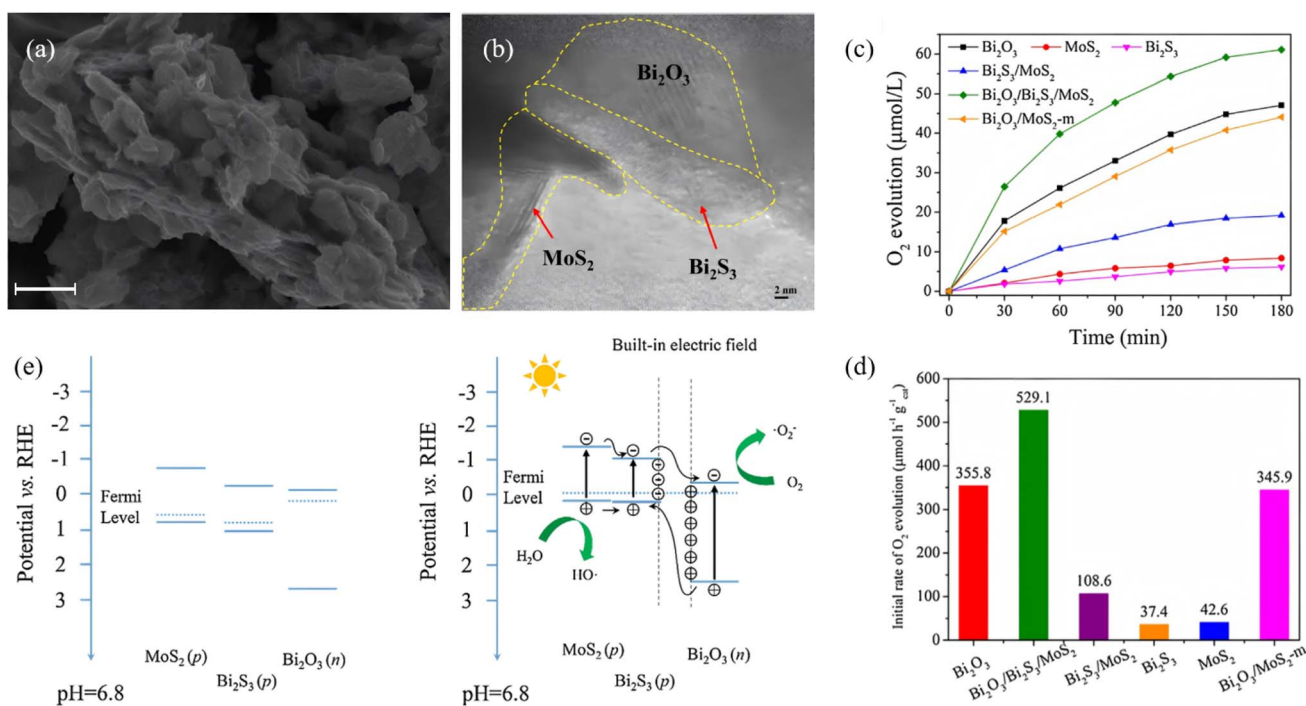 (a)
(b)
Bi₂O₃
MoS₂
Bi₂S₃
2 nm
(c)
Bi₂O₃ MoS₂ Bi₂S₃
Bi₂S₃/MoS₂
Bi₂O₃/Bi₂S₃/MoS₂
Bi₂O₃/MoS₂-m
O₂ evolution (μmol/L)
60
50
40
30
20
10
0
0 30 60 90 120 150 180
Time (min)
(e)
Potential vs. RHE
-3
-2
-1
0
1
2
3
Fermi
Level
MoS₂ (p)
Bi₂S₃ (p)
Bi₂O₃ (n)
pH=6.8
Built-in electric field
Potential vs. RHE
-3
-2
-1
0
1
2
3
Fermi
Level
H₂O
HO·
·O₂⁻
O₂
MoS₂ (p)
Bi₂S₃ (p)
Bi₂O₃ (n)
pH=6.8
(d)
Initial rate of O₂ evolution (μmol h⁻¹ g⁻¹cat)
600
500
400
300
200
100
0
355.8
529.1
108.6
37.4
42.6
345.9
Bi₂O₃
Bi₂O₃/Bi₂S₃/MoS₂
Bi₂S₃/MoS₂
Bi₂S₃
MoS₂
Bi₂O₃/MoS₂-m